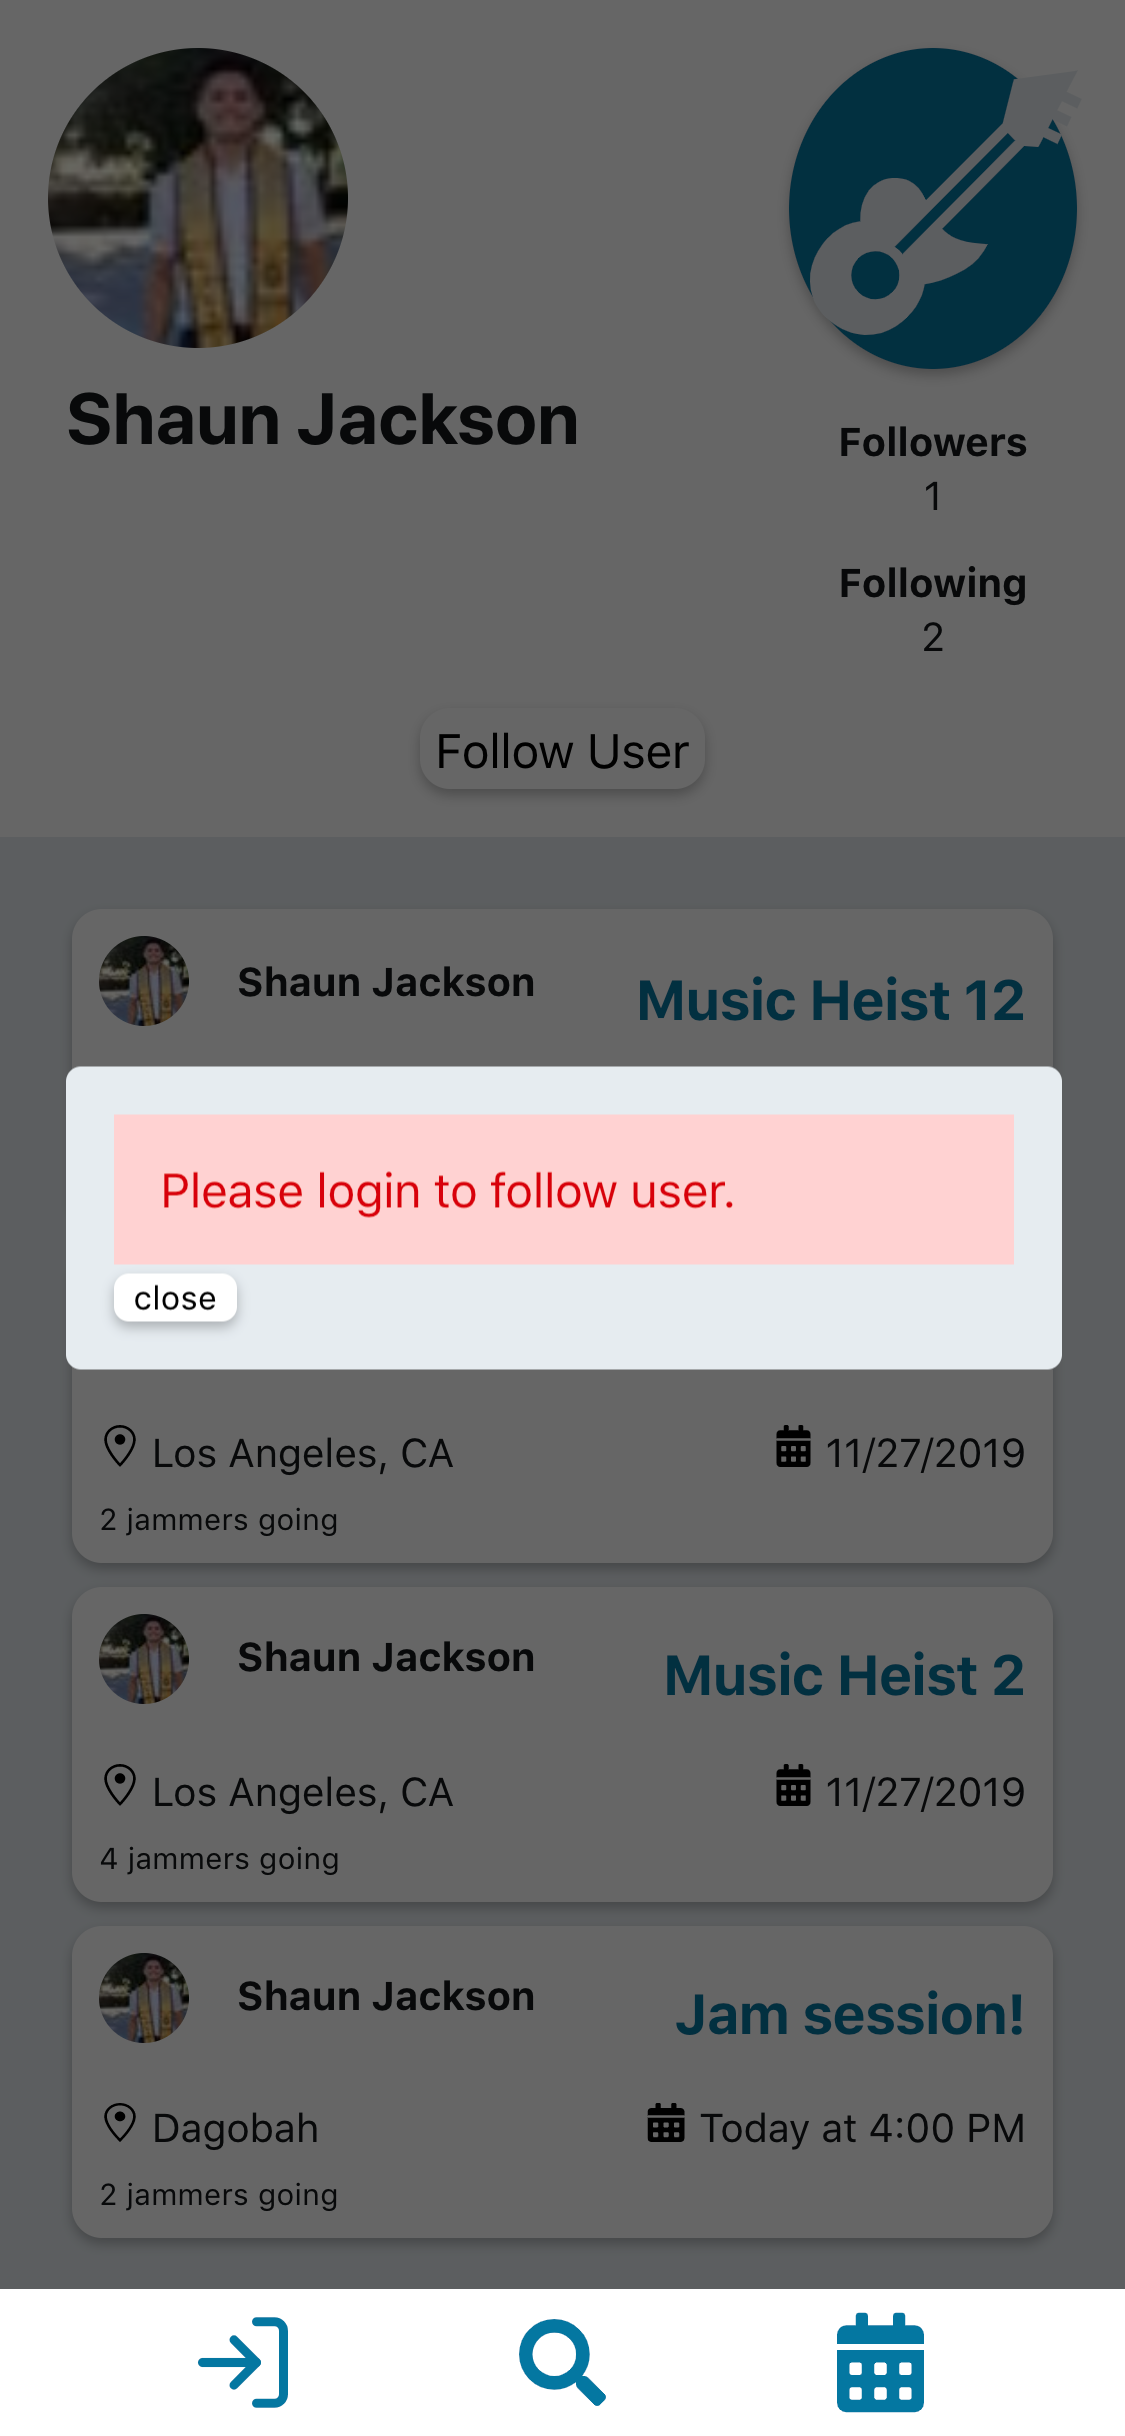 Shaun Jackson
Followers
1
Following
2
Follow User
Shaun Jackson
Music Heist 12
Please login to follow user.
close
Los Angeles, CA
11/27/2019
2 jammers going
Shaun Jackson
Music Heist 2
Los Angeles, CA
11/27/2019
4 jammers going
Shaun Jackson
Jam session!
Dagobah
Today at 4:00 PM
2 jammers going